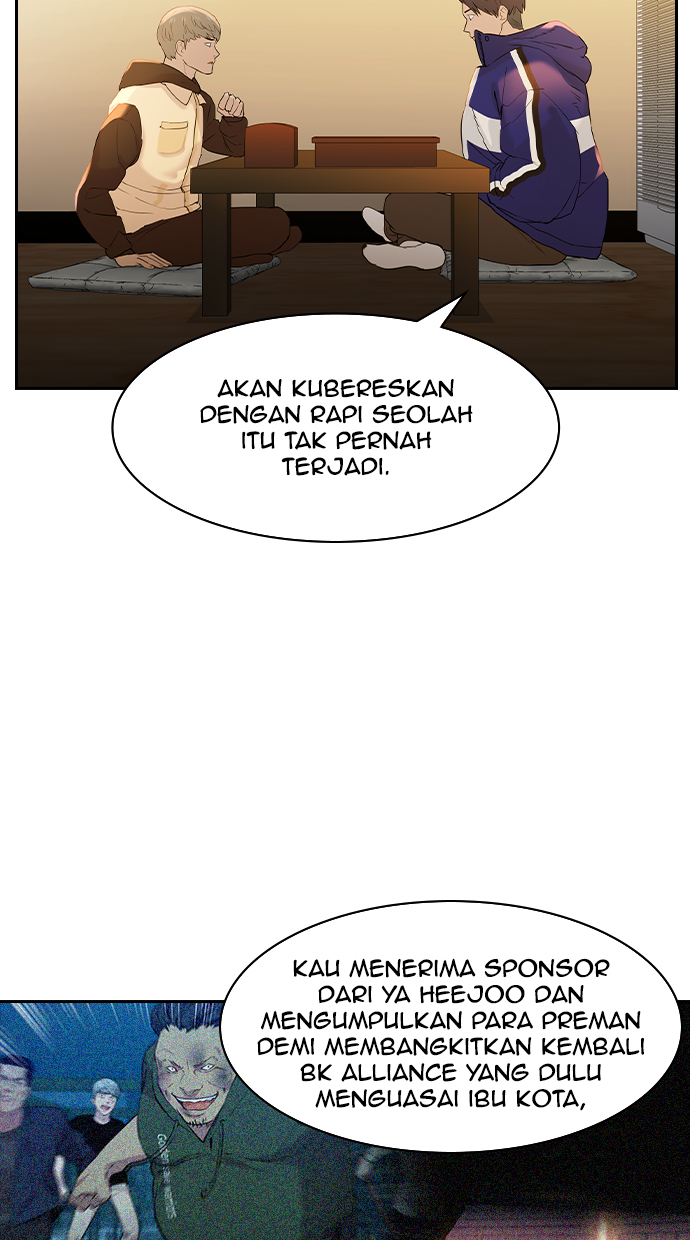 AKAN KUBERESKAN
DENGAN RAPI SEOLAH
ITU TAK PERNAH
TERJADI.
KAU MENERIMA SPONSOR
DARI YA HEEJOO DAN
MENGUMPULKAN PARA PREMAN
DEMI MEMBANGKITKAN KEMBALI
BK ALLIANCE YANG DULU
MENGUASAI IBU KOTA,